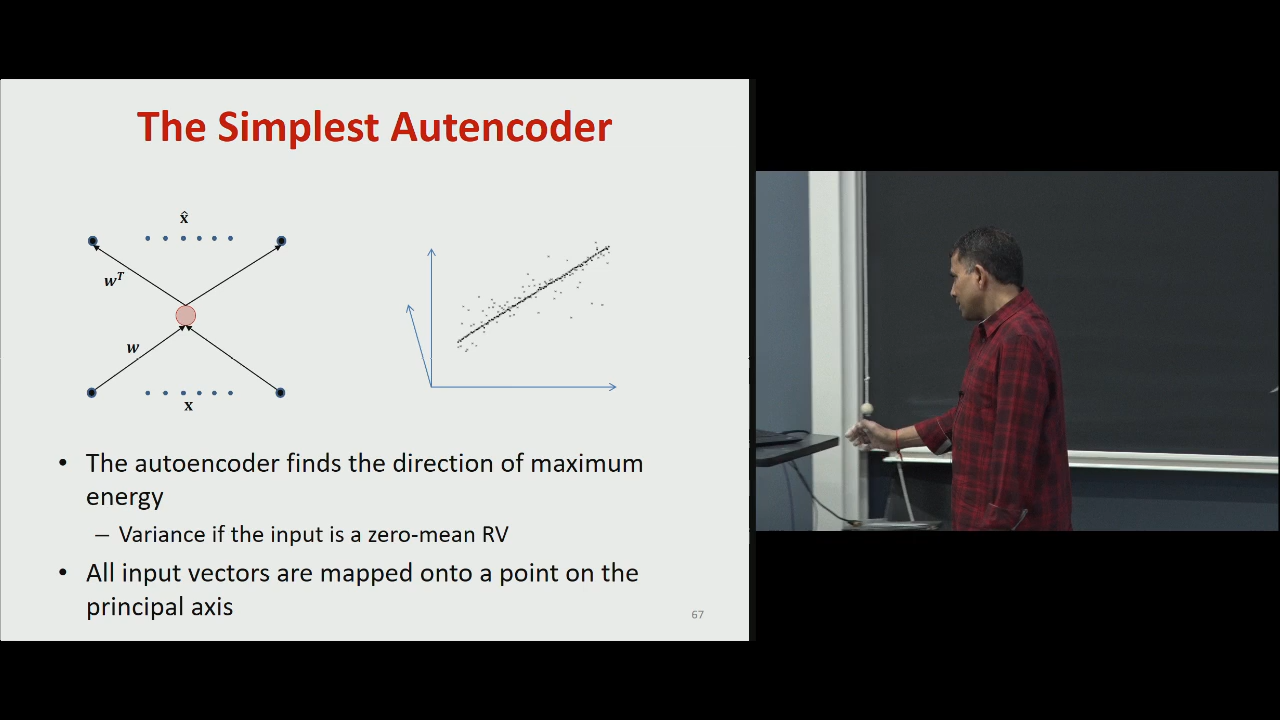 The Simplest Autencoder
x̂
wᵀ
w
x
• The autoencoder finds the direction of maximum
energy
– Variance if the input is a zero-mean RV
• All input vectors are mapped onto a point on the
principal axis
67